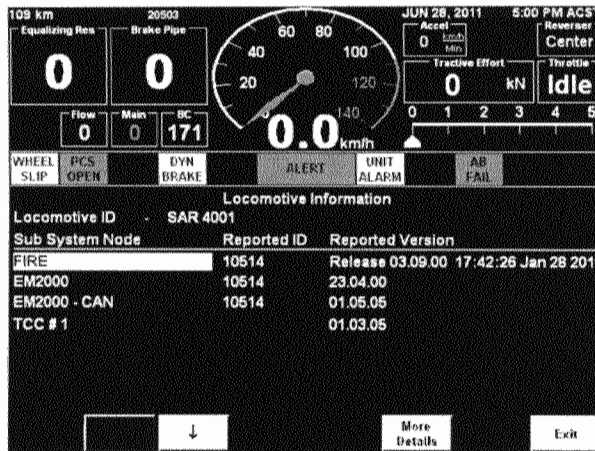 109 km 20503 JUN 28, 2011 5:00 PM ACS
Equalizing Res Brake Pipe Accel Reverser
0 0 0 km/h Min Center
Tractive Effort Throttle
0 kN Idle
20 40 60 80 100 120 140
Flow Main BC
0 0 171
0.0 km/h
0 1 2 3 4 5
WHEEL SLIP PCS OPEN DYN BRAKE ALERT UNIT ALARM AB FAIL
Locomotive Information
Locomotive ID - SAR 4001
Sub System Node Reported ID Reported Version
FIRE 10514 Release 03.09.00 17:42:26 Jan 28 201
EM2000 10514 23.04.00
EM2000 - CAN 10514 01.05.05
TCC # 1 01.03.05
↓ More Details Exit